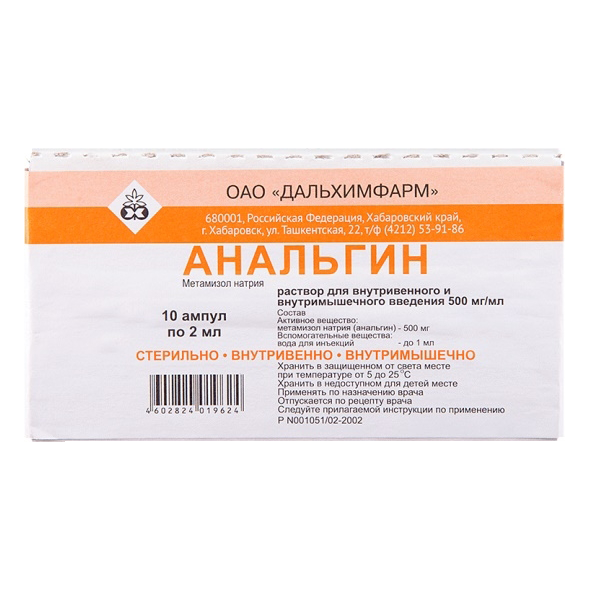 ОАО «ДАЛЬХИМФАРМ»
680001, Российская Федерация, Хабаровский край,
г. Хабаровск, ул. Ташкентская, 22, т/ф (4212) 53-91-86
АНАЛЬГИН
Метамизол натрия
раствор для внутривенного и
внутримышечного введения 500 мг/мл
10 ампул
по 2 мл
Состав
Активное вещество:
метамизол натрия (анальгин) - 500 мг
Вспомогательные вещества:
вода для инъекций - до 1 мл
СТЕРИЛЬНО • ВНУТРИВЕННО • ВНУТРИМЫШЕЧНО
Хранить в защищенном от света месте
при температуре от 5 до 25°С
Хранить в недоступном для детей месте
Применять по назначению врача
Отпускается по рецепту врача
Следуйте прилагаемой инструкции по применению
Р N001051/02-2002
4 602824 019624